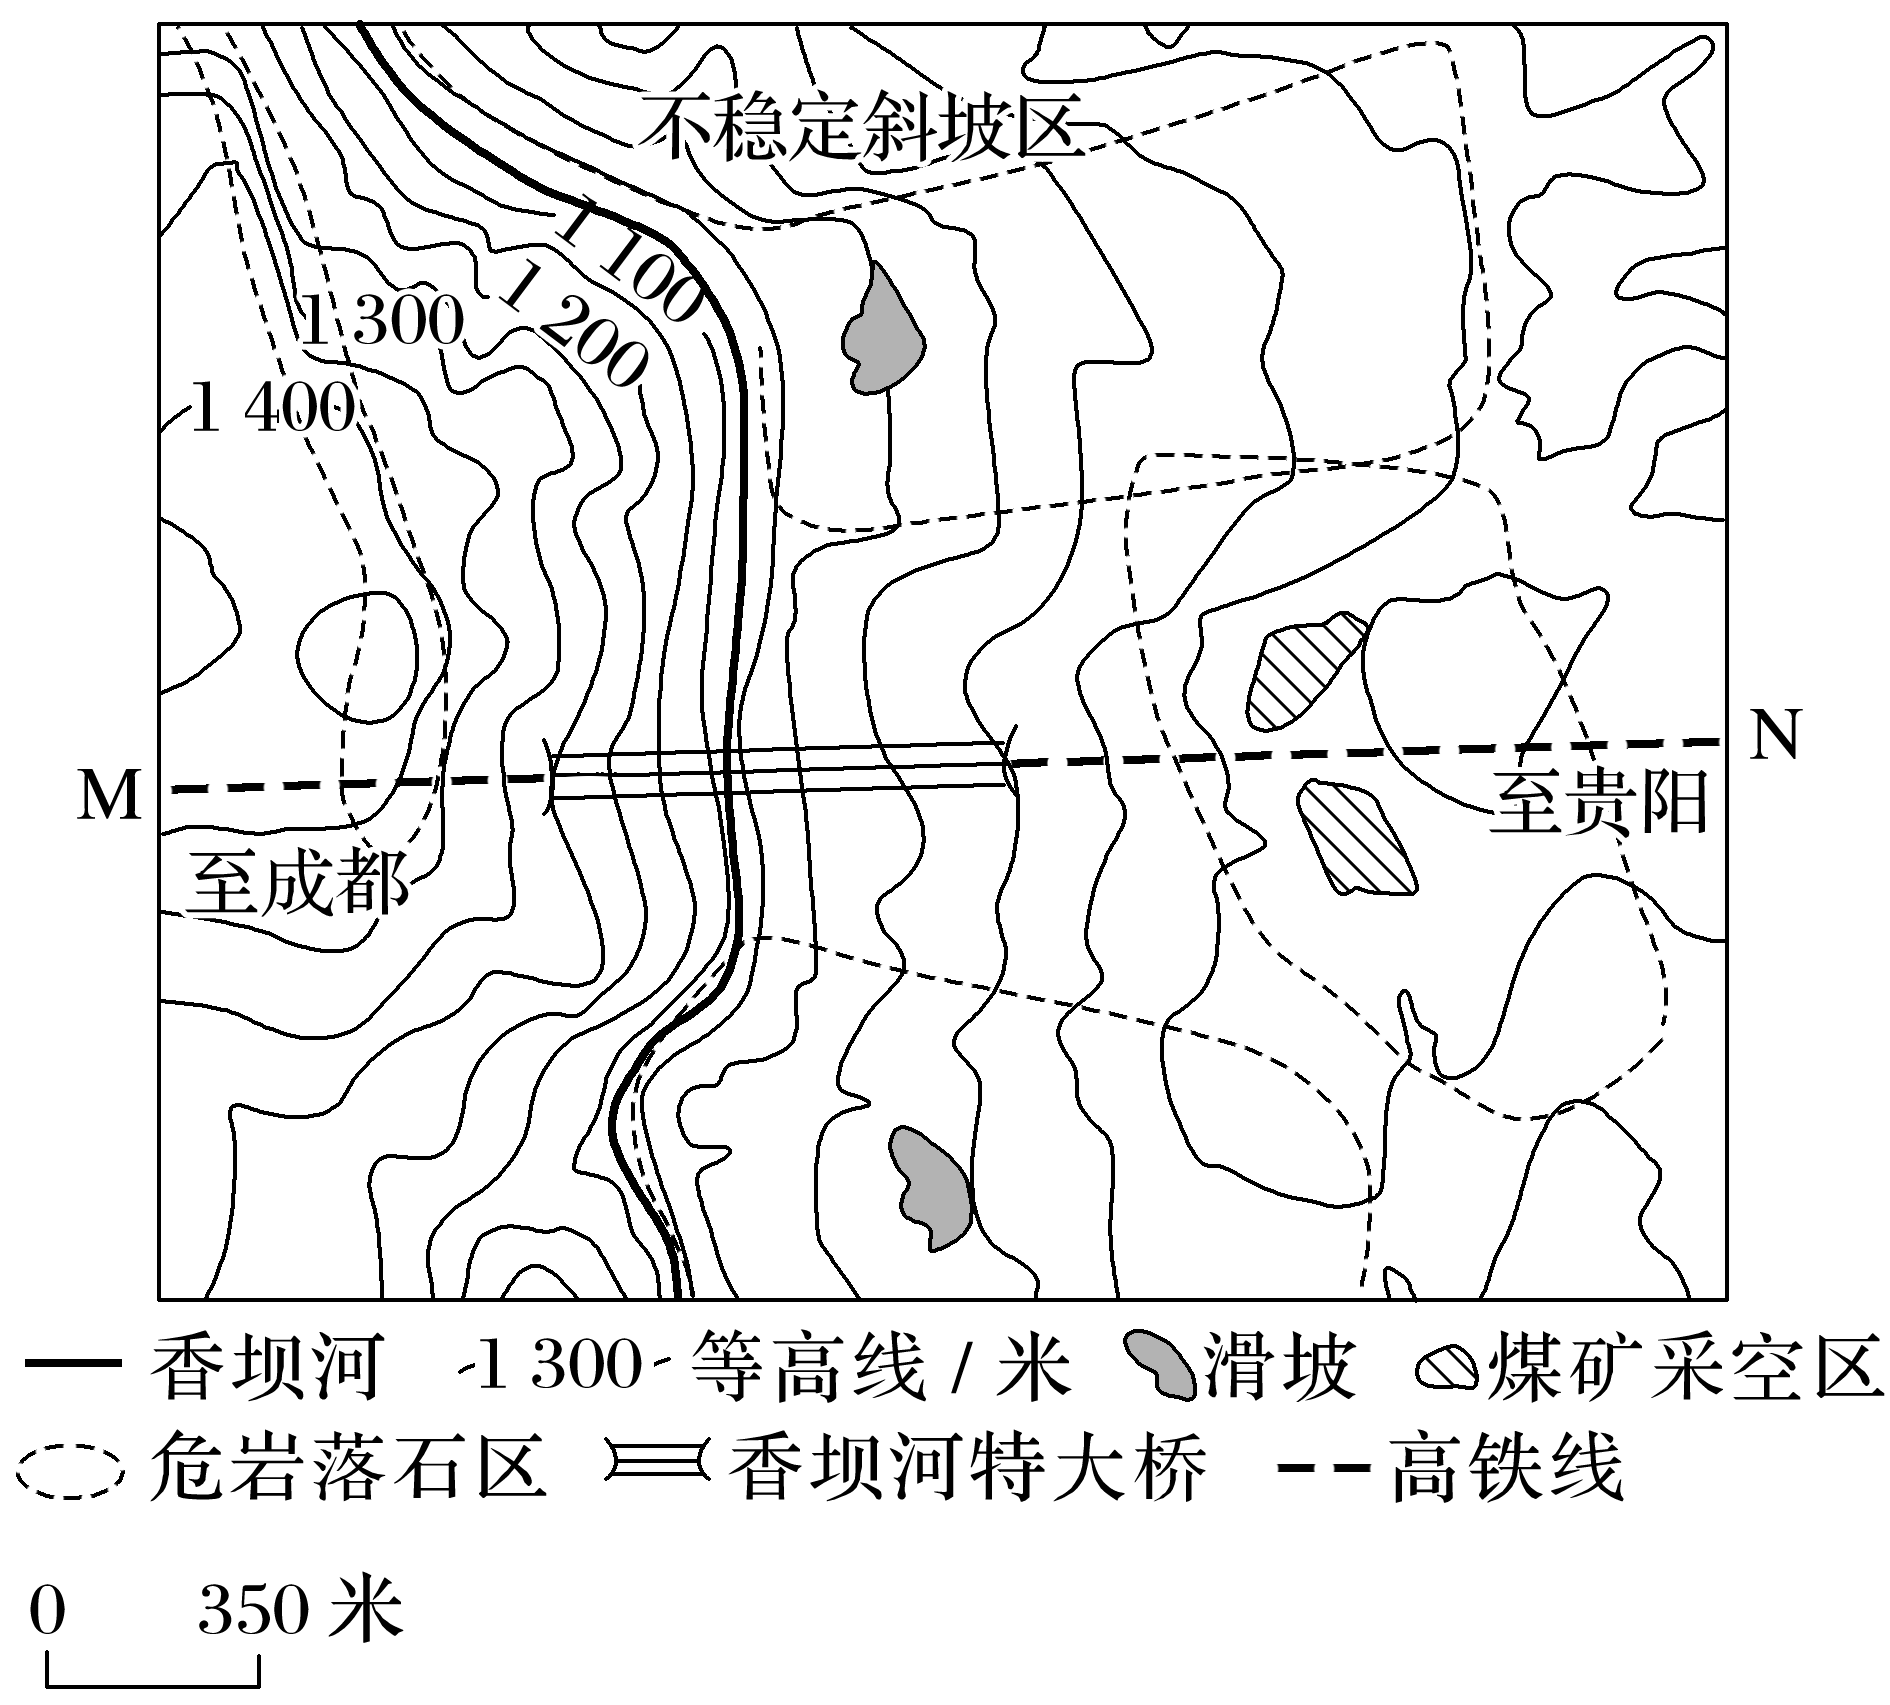 不稳定斜坡区
1 100
1 200
1 300
1 400
N
M
至贵阳
至成都
香坝河 1 300 等高线/米 滑坡 煤矿采空区
危岩落石区 香坝河特大桥 高铁线
0 350 米